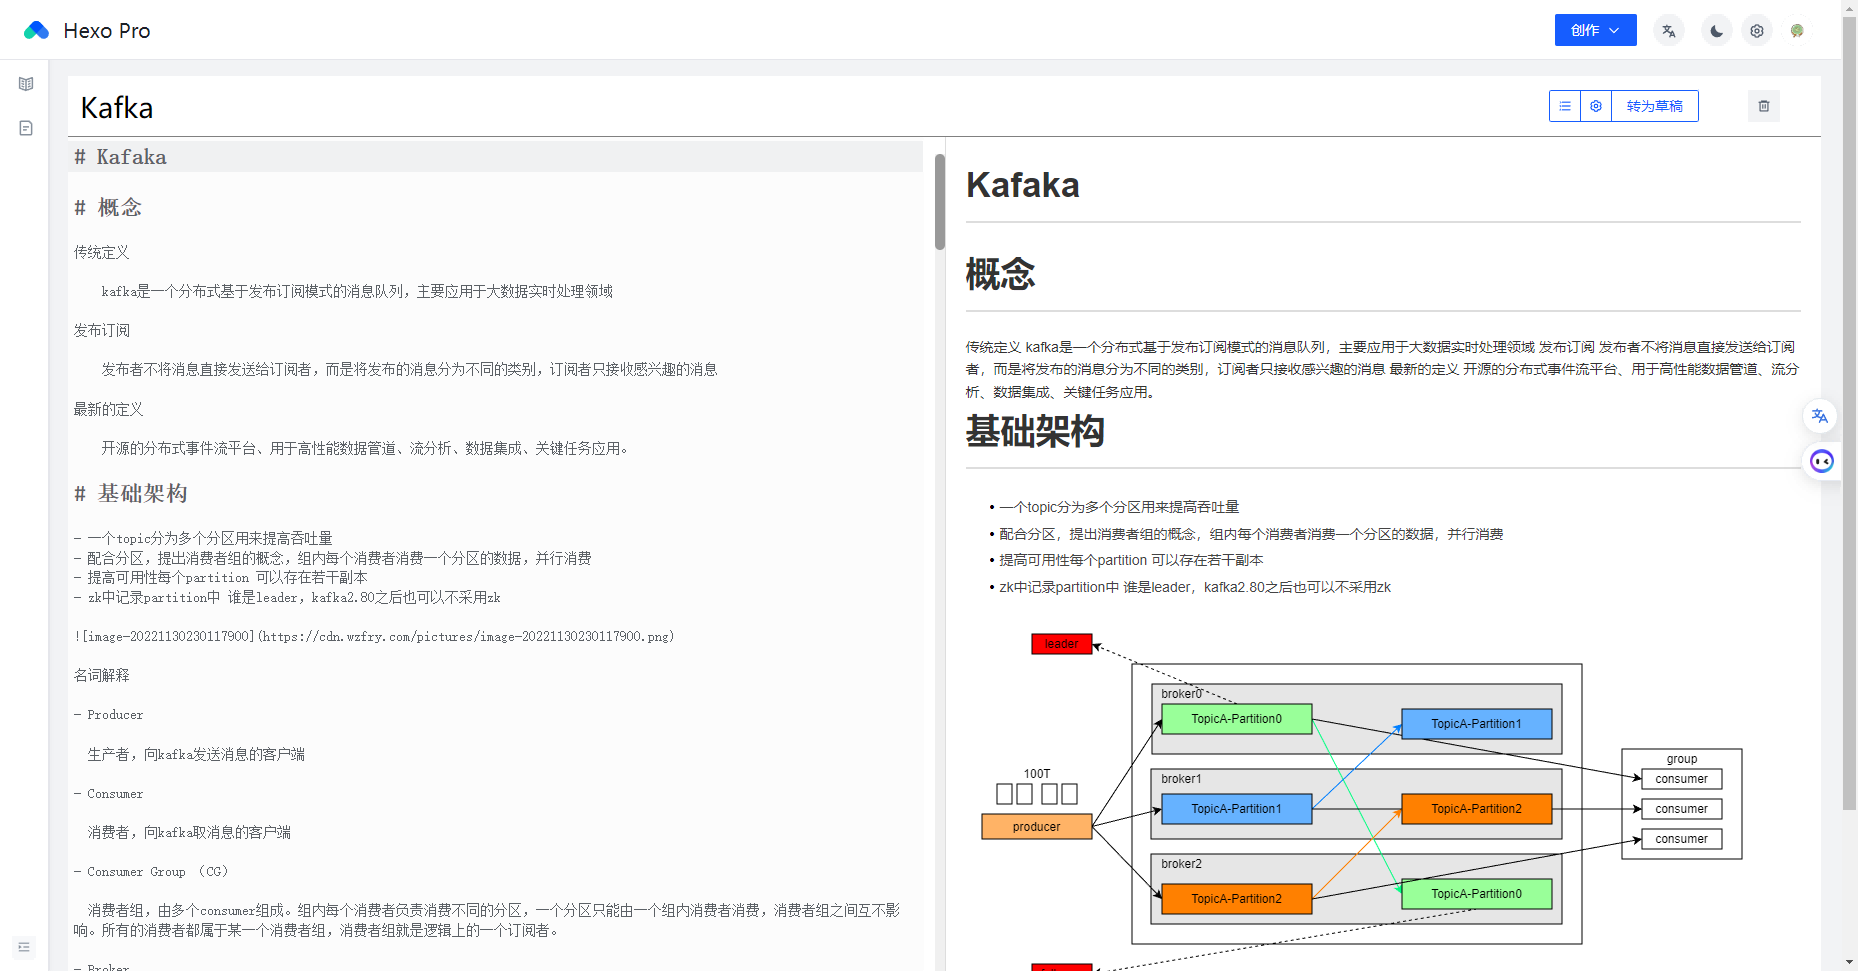 Hexo Pro
创作
Kafka
转为草稿
# Kafaka
# 概念
传统定义
kafka是一个分布式基于发布订阅模式的消息队列，主要应用于大数据实时处理领域
发布订阅
发布者不将消息直接发送给订阅者，而是将发布的消息分为不同的类别，订阅者只接收感兴趣的消息
最新的定义
开源的分布式事件流平台、用于高性能数据管道、流分析、数据集成、关键任务应用。
# 基础架构
- 一个topic分为多个分区用来提高吞吐量
- 配合分区，提出消费者组的概念，组内每个消费者消费一个分区的数据，并行消费
- 提高可用性每个partition 可以存在若干副本
- zk中记录partition中 谁是leader，kafka2.80之后也可以不采用zk
![image-20221130230117900](https://cdn.wzfry.com/pictures/image-20221130230117900.png)
名词解释
- Producer
生产者，向kafka发送消息的客户端
- Consumer
消费者，向kafka取消息的客户端
- Consumer Group （CG）
消费者组，由多个consumer组成。组内每个消费者负责消费不同的分区，一个分区只能由一个组内消费者消费，消费者组之间互不影
响。所有的消费者都属于某一个消费者组，消费者组就是逻辑上的一个订阅者。
- Broker
Kafaka
概念
传统定义 kafka是一个分布式基于发布订阅模式的消息队列，主要应用于大数据实时处理领域 发布订阅 发布者不将消息直接发送给订阅
者，而是将发布的消息分为不同的类别，订阅者只接收感兴趣的消息 最新的定义 开源的分布式事件流平台、用于高性能数据管道、流分
析、数据集成、关键任务应用。
基础架构
• 一个topic分为多个分区用来提高吞吐量
• 配合分区，提出消费者组的概念，组内每个消费者消费一个分区的数据，并行消费
• 提高可用性每个partition 可以存在若干副本
• zk中记录partition中 谁是leader，kafka2.80之后也可以不采用zk
leader
broker0
TopicA-Partition0
TopicA-Partition1
100T
producer
broker1
TopicA-Partition1
TopicA-Partition2
broker2
TopicA-Partition2
TopicA-Partition0
group
consumer
consumer
consumer